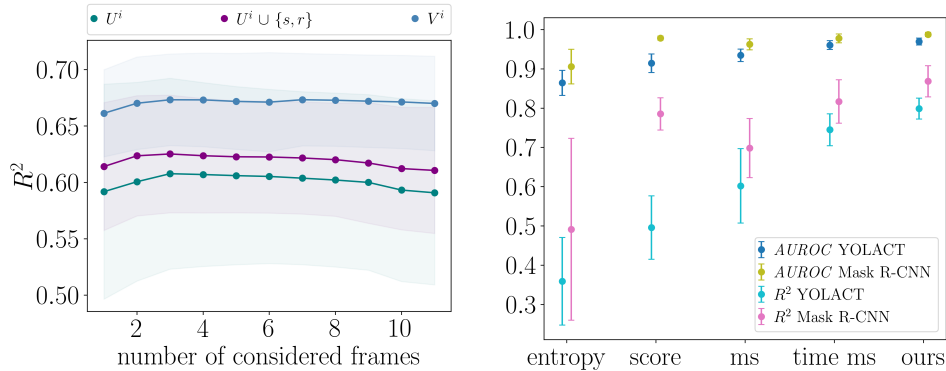 U^i
U^i ∪ {s, r}
V^i
0.70
0.65
0.60
0.55
0.50
R^2
2 4 6 8 10
number of considered frames
1.0
0.9
0.8
0.7
0.6
0.5
0.4
0.3
AUROC YOLACT
AUROC Mask R-CNN
R^2 YOLACT
R^2 Mask R-CNN
entropy score ms time ms ours